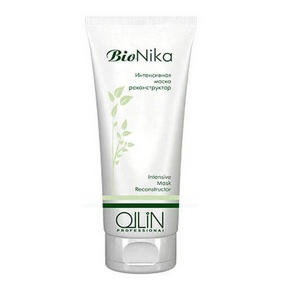 BioNika
Интенсивная
маска
реконструктор
Intensive
Mask
Reconstructor
OLLIN
PROFESSIONAL